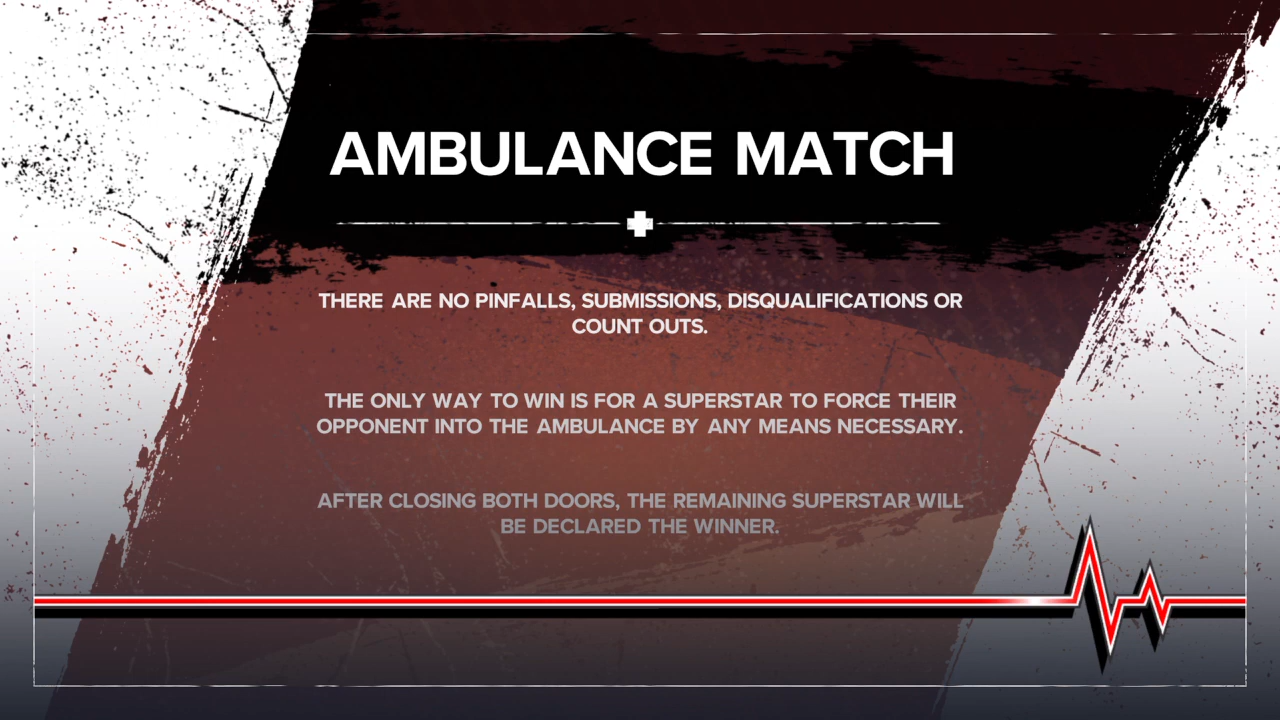 AMBULANCE MATCH
THERE ARE NO PINFALLS, SUBMISSIONS, DISQUALIFICATIONS OR
COUNT OUTS.
THE ONLY WAY TO WIN IS FOR A SUPERSTAR TO FORCE THEIR
OPPONENT INTO THE AMBULANCE BY ANY MEANS NECESSARY.
AFTER CLOSING BOTH DOORS, THE REMAINING SUPERSTAR WILL
BE DECLARED THE WINNER.